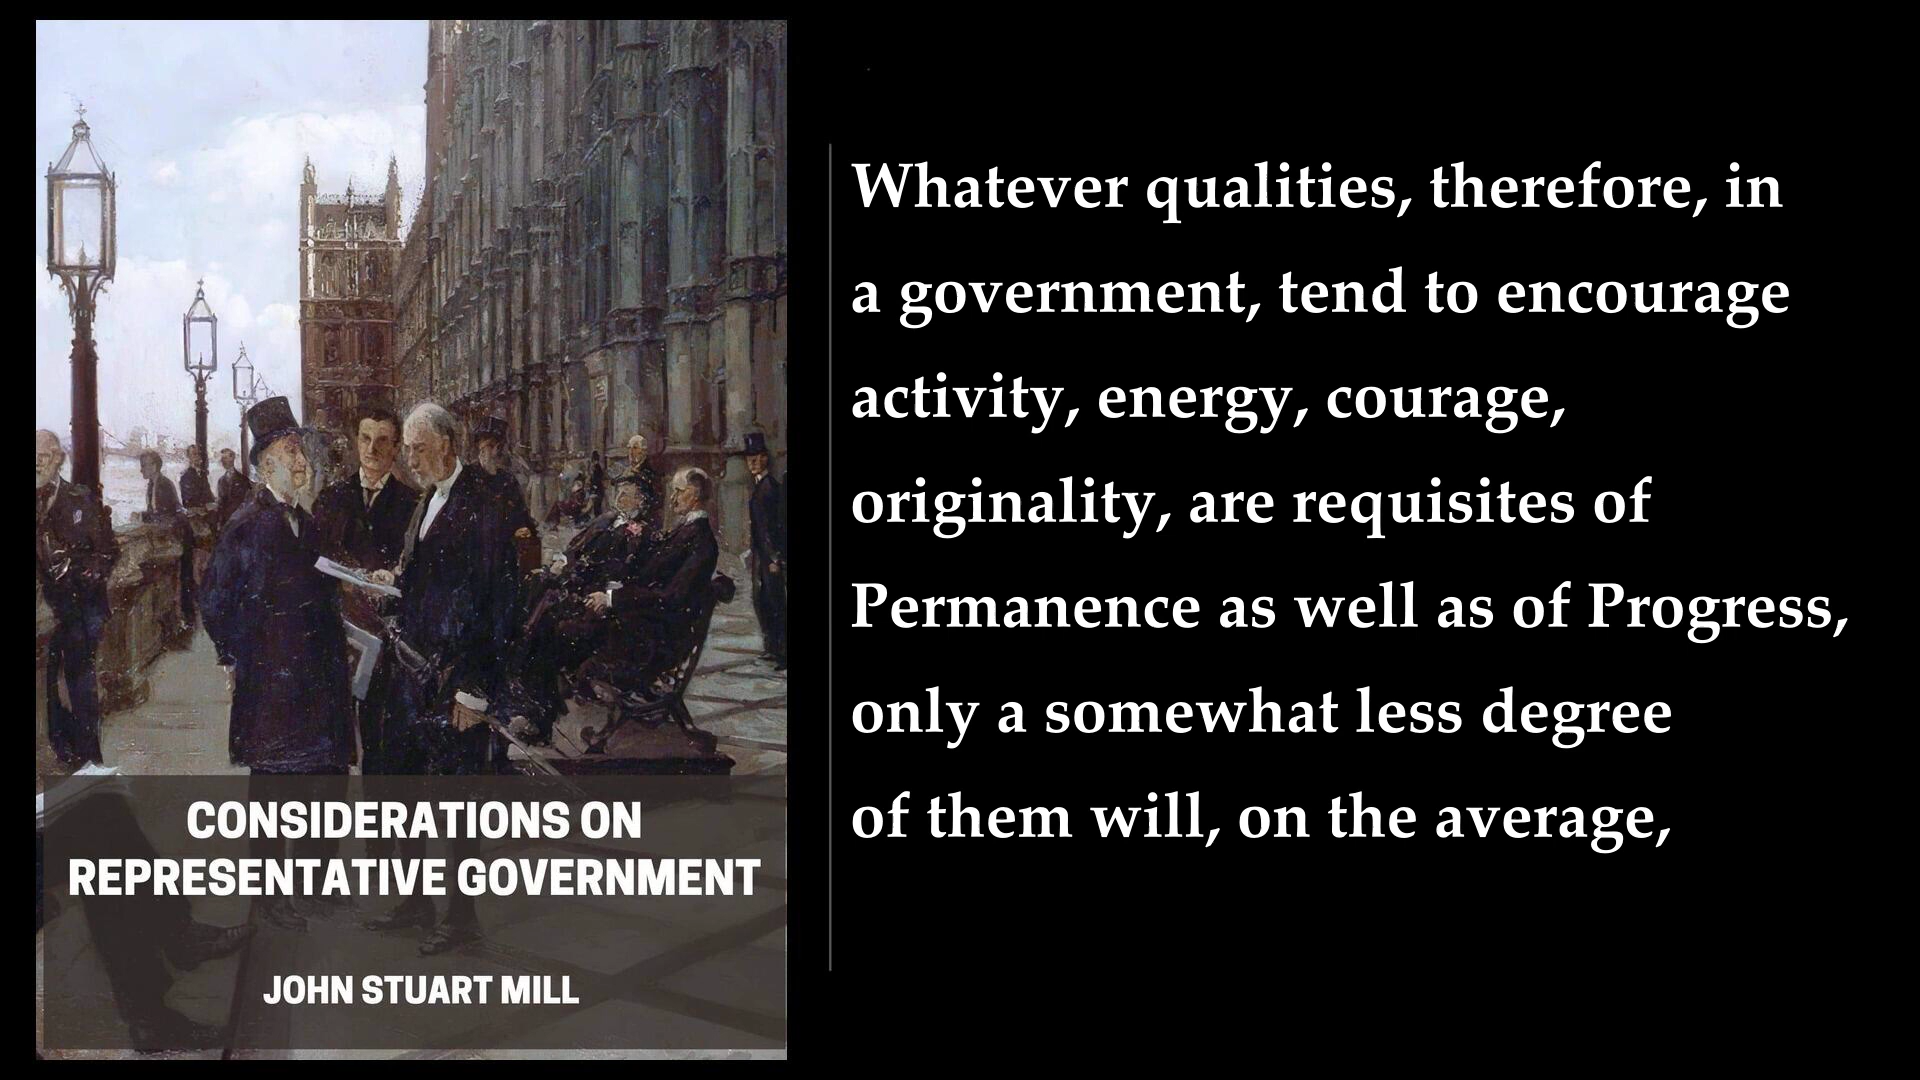 CONSIDERATIONS ON
REPRESENTATIVE GOVERNMENT
JOHN STUART MILL
Whatever qualities, therefore, in
a government, tend to encourage
activity, energy, courage,
originality, are requisites of
Permanence as well as of Progress,
only a somewhat less degree
of them will, on the average,